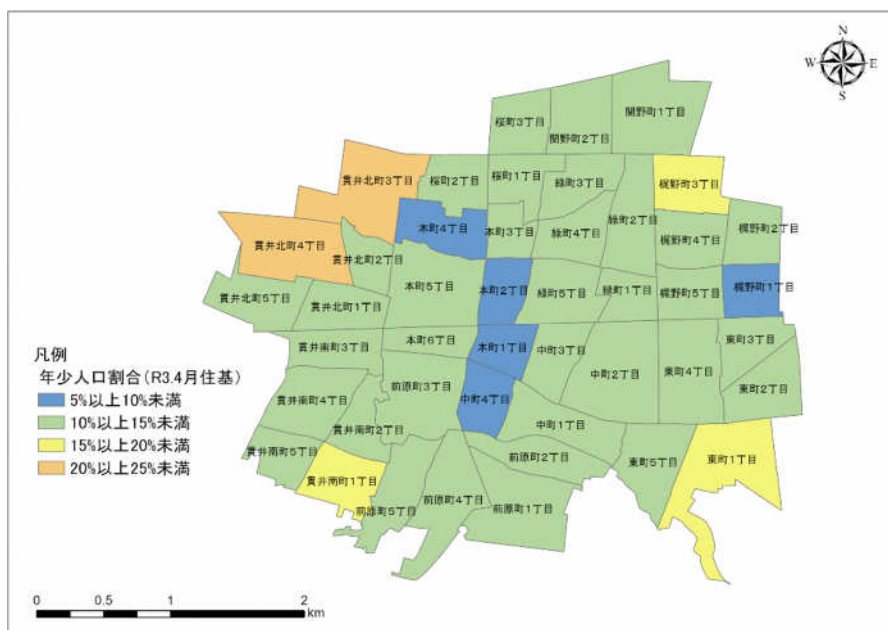 N
W E
S
関野町1丁目
桜町3丁目
関野町2丁目
貫井北町3丁目
桜町2丁目
桜町1丁目
緑町3丁目
梶野町3丁目
本町4丁目
本町3丁目
緑町4丁目
緑町2丁目
梶野町4丁目
梶野町2丁目
貫井北町4丁目
貫井北町2丁目
貫井北町5丁目
貫井北町1丁目
本町5丁目
本町2丁目
緑町5丁目
緑町1丁目
梶野町5丁目
梶野町1丁目
貫井南町3丁目
本町6丁目
本町1丁目
中町3丁目
東町3丁目
前原町3丁目
中町2丁目
東町4丁目
東町2丁目
貫井南町4丁目
中町4丁目
貫井南町2丁目
中町1丁目
貫井南町5丁目
前原町2丁目
東町5丁目
東町1丁目
貫井南町1丁目
前原町5丁目
前原町4丁目
前原町1丁目
凡例
年少人口割合(R3.4月住基)
5%以上10%未満
10%以上15%未満
15%以上20%未満
20%以上25%未満
0 0.5 1 2
km